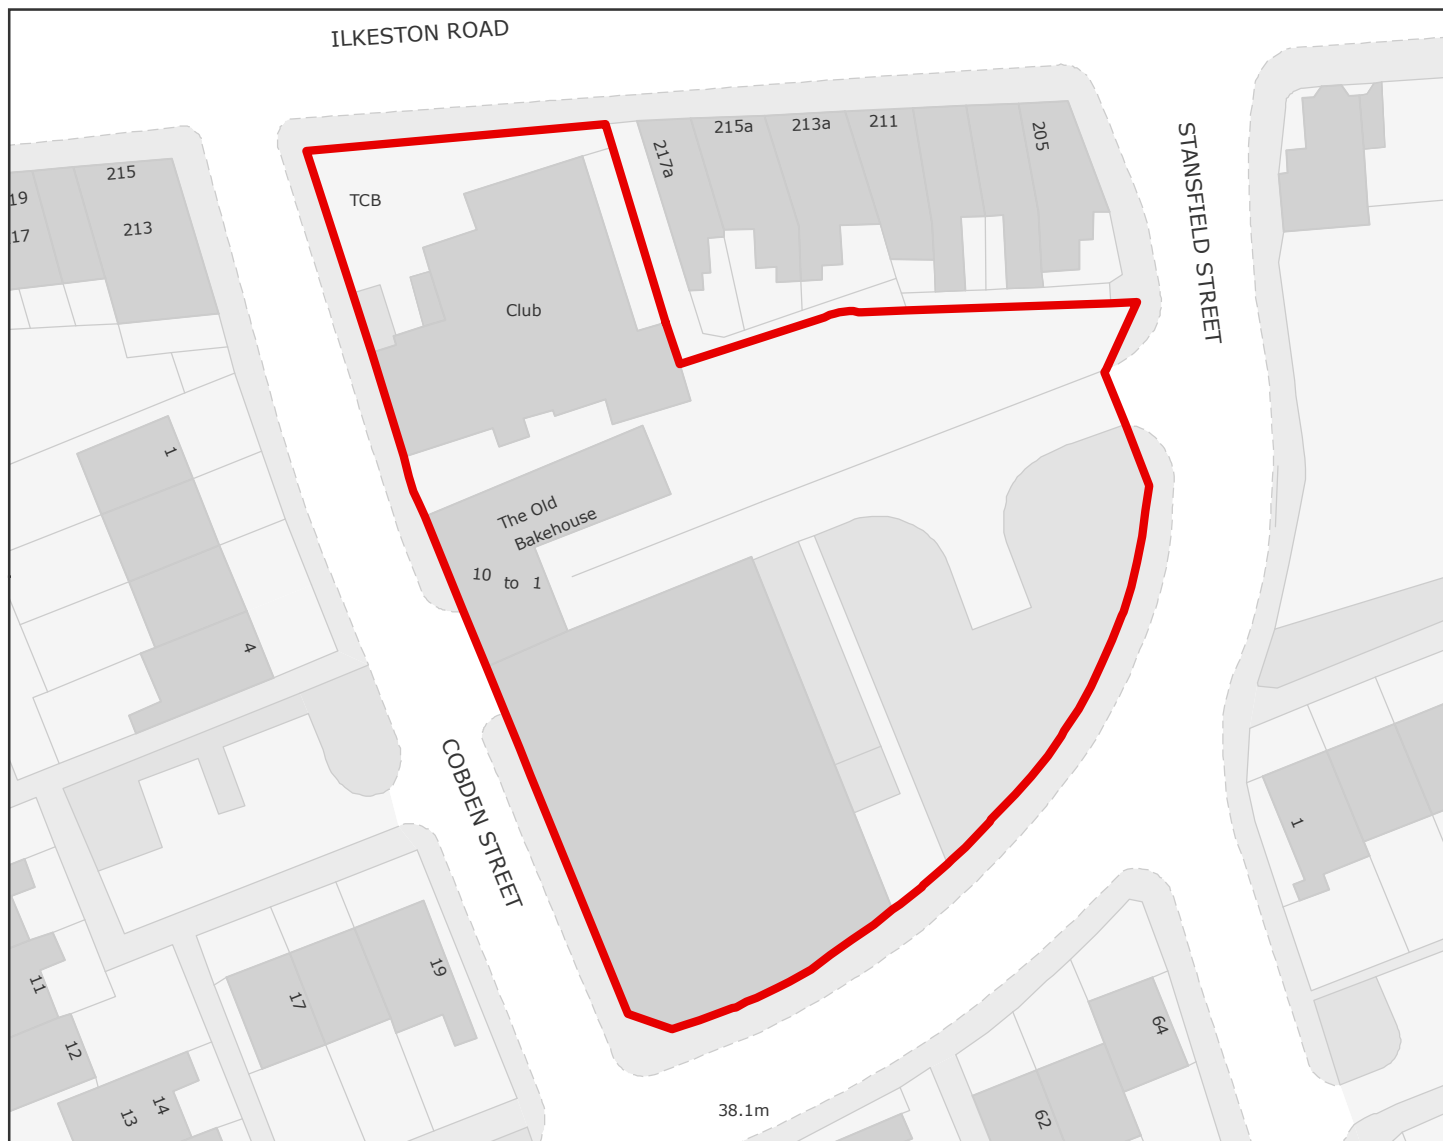 ILKESTON ROAD
215a
213a
211
205
217a
STANSFIELD STREET
215
19
17
213
TCB
Club
1
4
The Old
Bakehouse
10 to 1
COBDEN STREET
1
11
12
17
19
13
14
64
62
38.1m